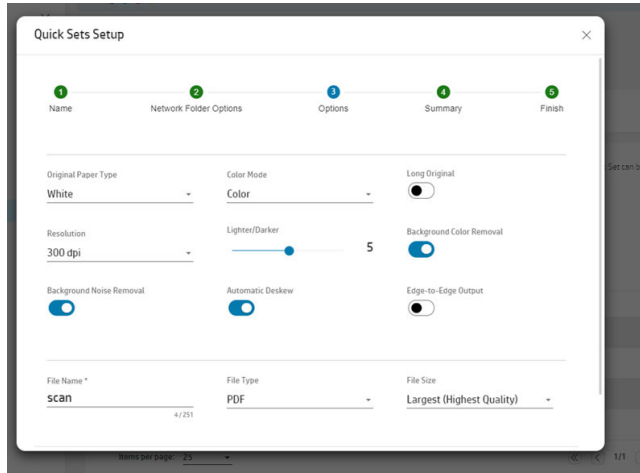 Quick Sets Setup
1 2 3 4 5
Name Network Folder Options Options Summary Finish
Original Paper Type Color Mode Long Original
White Color
Resolution Lighter/Darker Background Color Removal
300 dpi 5
Background Noise Removal Automatic Deskew Edge-to-Edge Output
File Name * File Type File Size
scan PDF Largest (Highest Quality)
4/251
Set can b
Items per page: 25 1/1